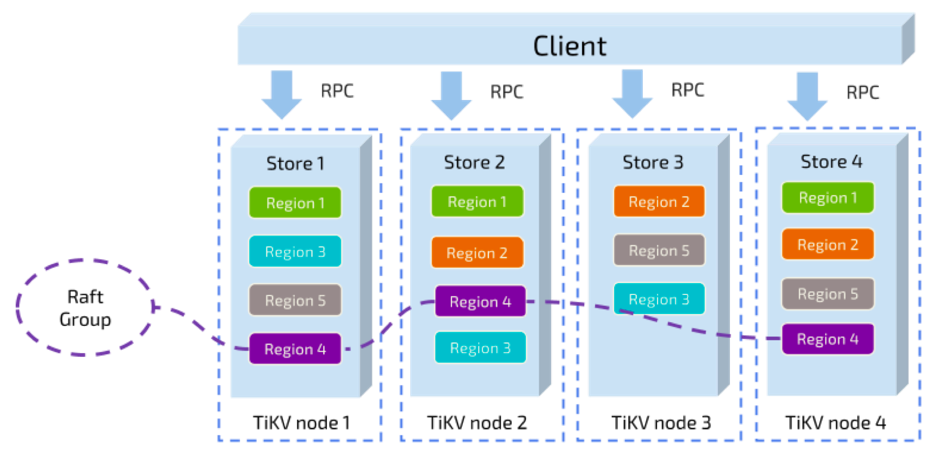 Client
RPC
RPC
RPC
RPC
Store 1
Region 1
Region 3
Region 5
Region 4
TiKV node 1
Store 2
Region 1
Region 2
Region 4
Region 3
TiKV node 2
Store 3
Region 2
Region 5
Region 3
TiKV node 3
Store 4
Region 1
Region 2
Region 5
Region 4
TiKV node 4
Raft
Group